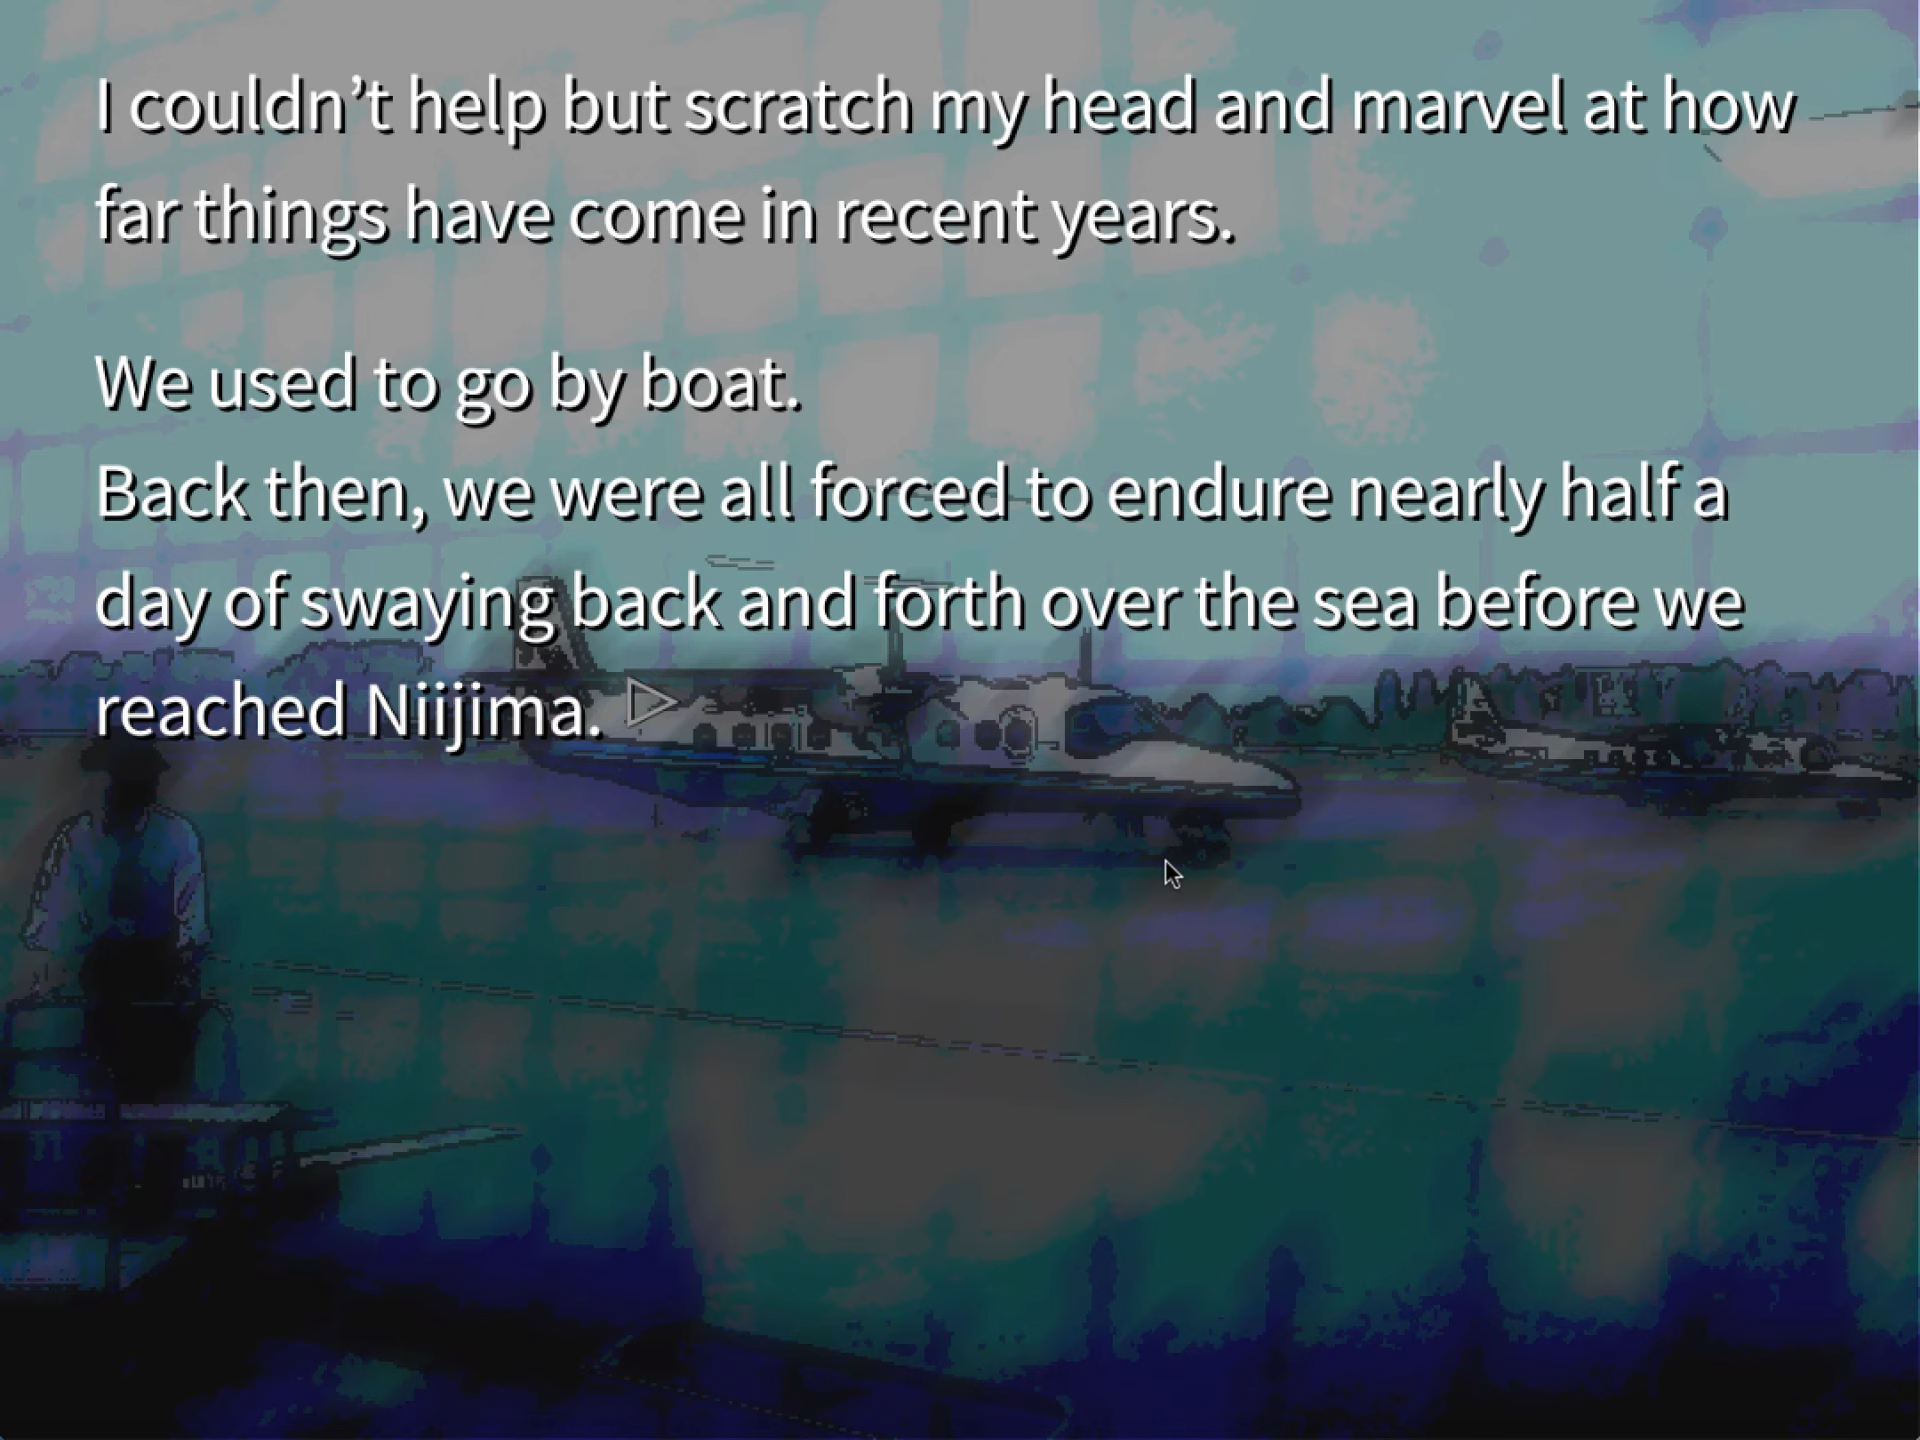 I couldn’t help but scratch my head and marvel at how
far things have come in recent years.
We used to go by boat.
Back then, we were all forced to endure nearly half a
day of swaying back and forth over the sea before we
reached Niijima.